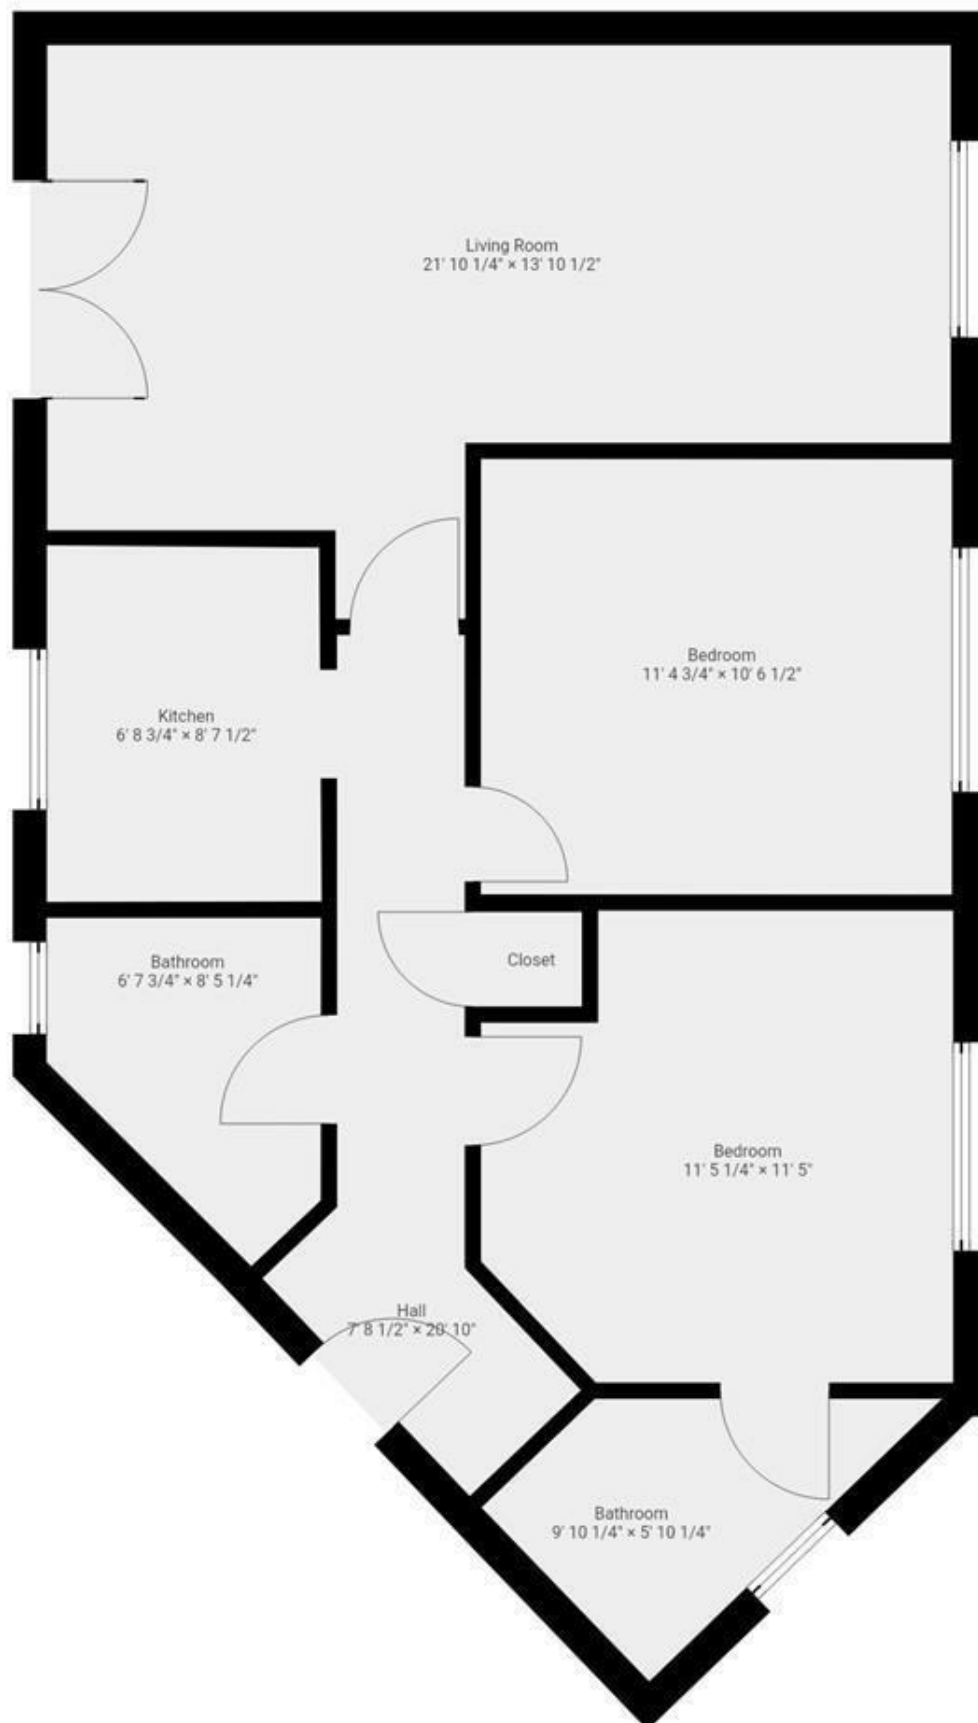 Living Room
21' 10 1/4" × 13' 10 1/2"
Bedroom
11' 4 3/4" × 10' 6 1/2"
Kitchen
6' 8 3/4" × 8' 7 1/2"
Closet
Bathroom
6' 7 3/4" × 8' 5 1/4"
Bedroom
11' 5 1/4" × 11' 5"
Hall
7' 8 1/2" × 20' 10"
Bathroom
9' 10 1/4" × 5' 10 1/4"